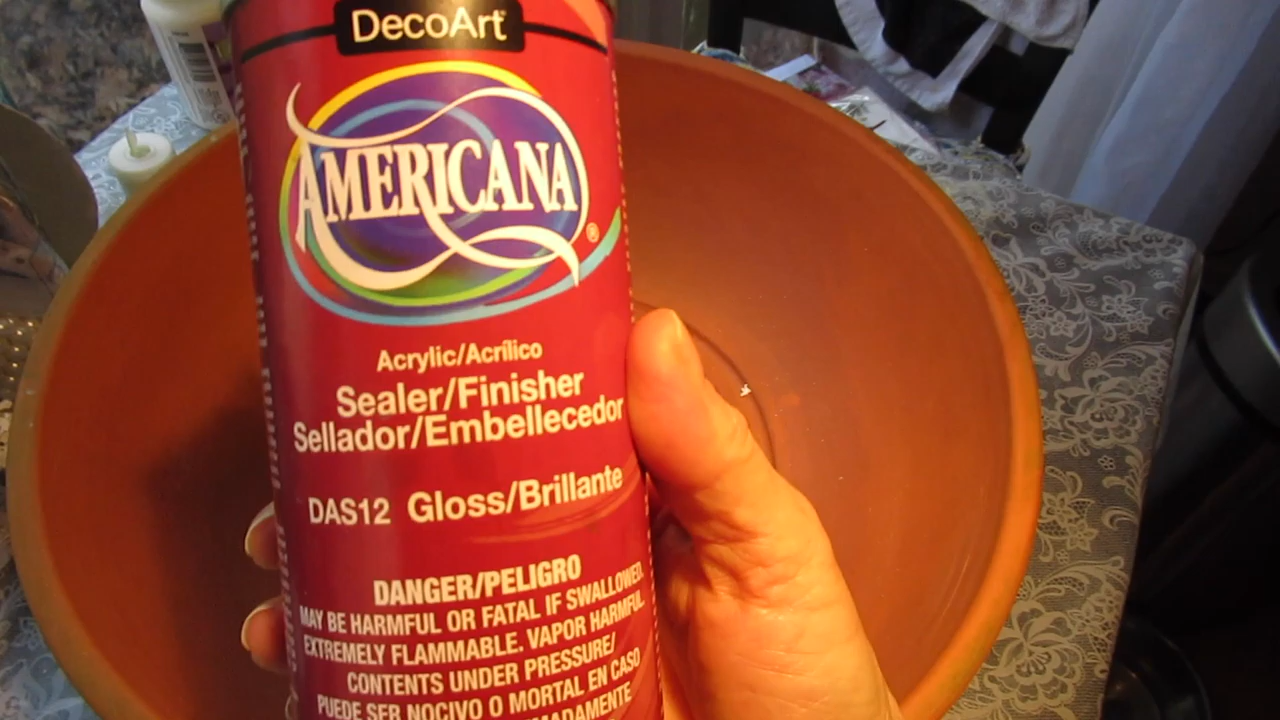 DecoArt®
AMERICANA®
Acrylic/Acrílico
Sealer/Finisher
Sellador/Embellecedor
DAS12 Gloss/Brillante
DANGER/PELIGRO
MAY BE HARMFUL OR FATAL IF SWALLOWED.
EXTREMELY FLAMMABLE. VAPOR HARMFUL.
CONTENTS UNDER PRESSURE/
PUEDE SER NOCIVO O MORTAL EN CASO